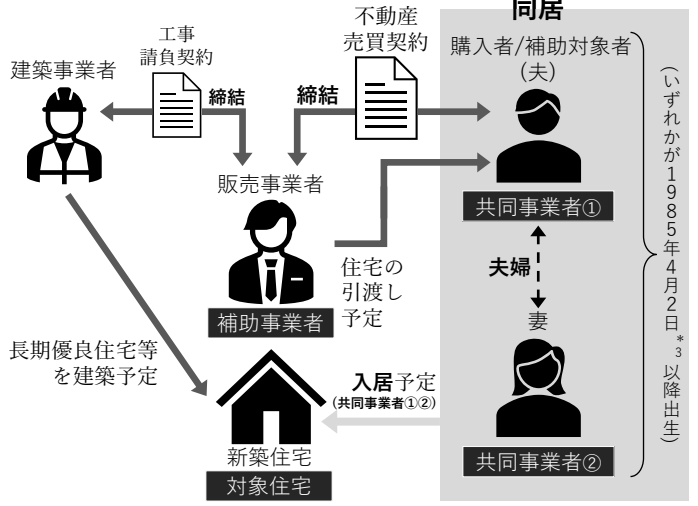 同居
工事
請負契約
不動産
売買契約
建築事業者
締結
締結
購入者/補助対象者
(夫)
販売事業者
共同事業者①
補助事業者
住宅の
引渡し
予定
夫婦
妻
長期優良住宅等
を建築予定
入居予定
(共同事業者①②)
新築住宅
対象住宅
共同事業者②
(いずれかが1985年4月2日*3以降出生)